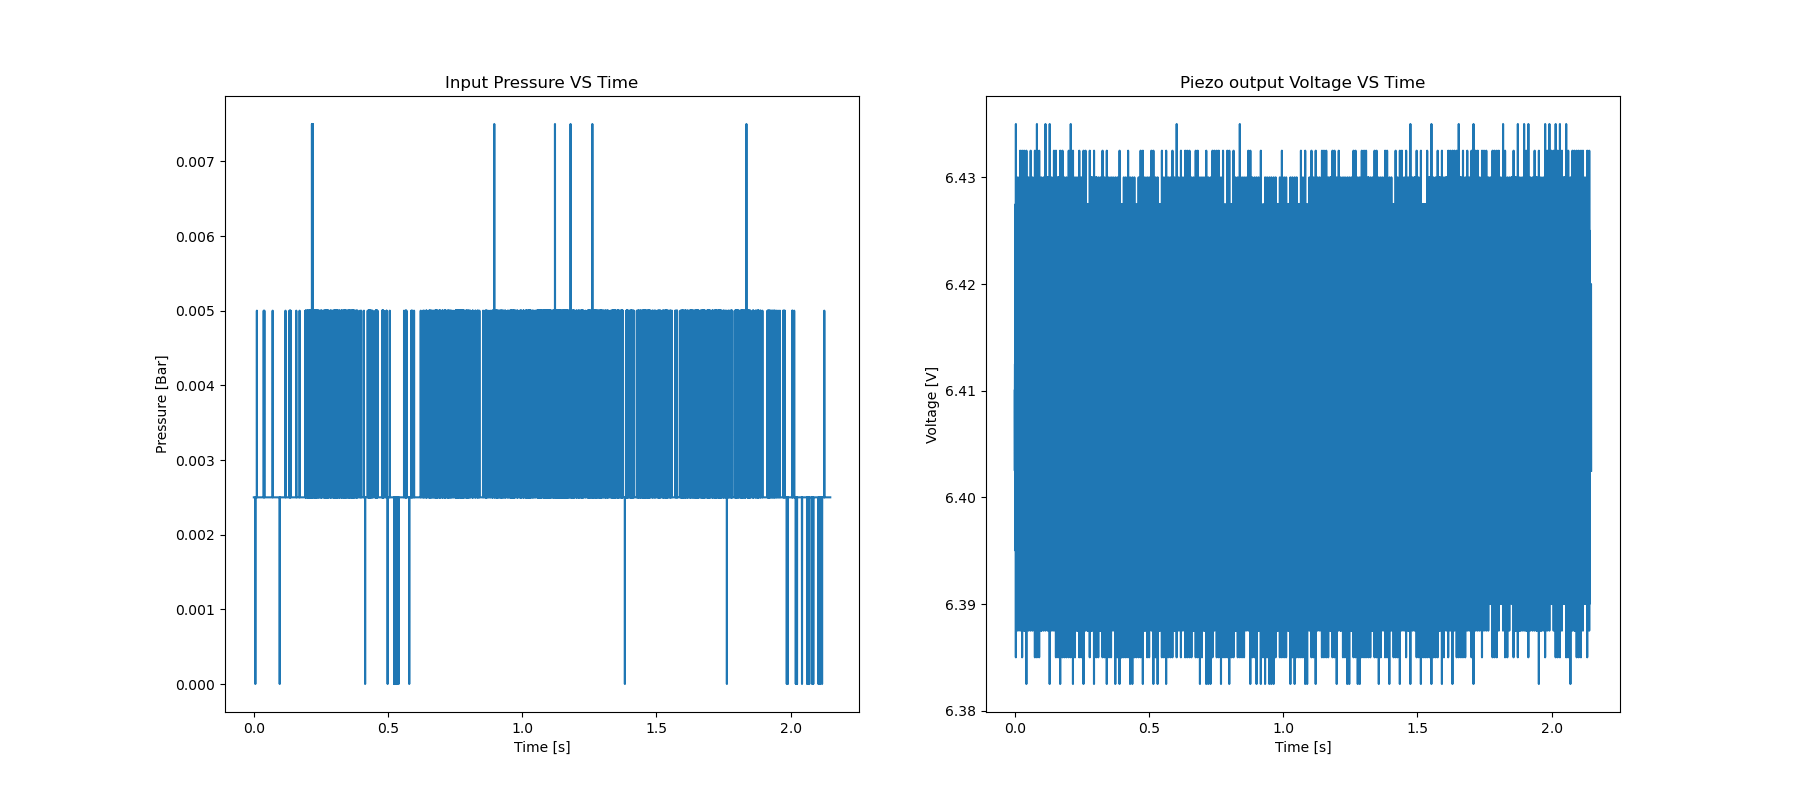 Input Pressure VS Time
Pressure [Bar]
0.007
0.006
0.005
0.004
0.003
0.002
0.001
0.000
0.0 0.5 1.0 1.5 2.0
Time [s]
Piezo output Voltage VS Time
Voltage [V]
6.43
6.42
6.41
6.40
6.39
6.38
0.0 0.5 1.0 1.5 2.0
Time [s]